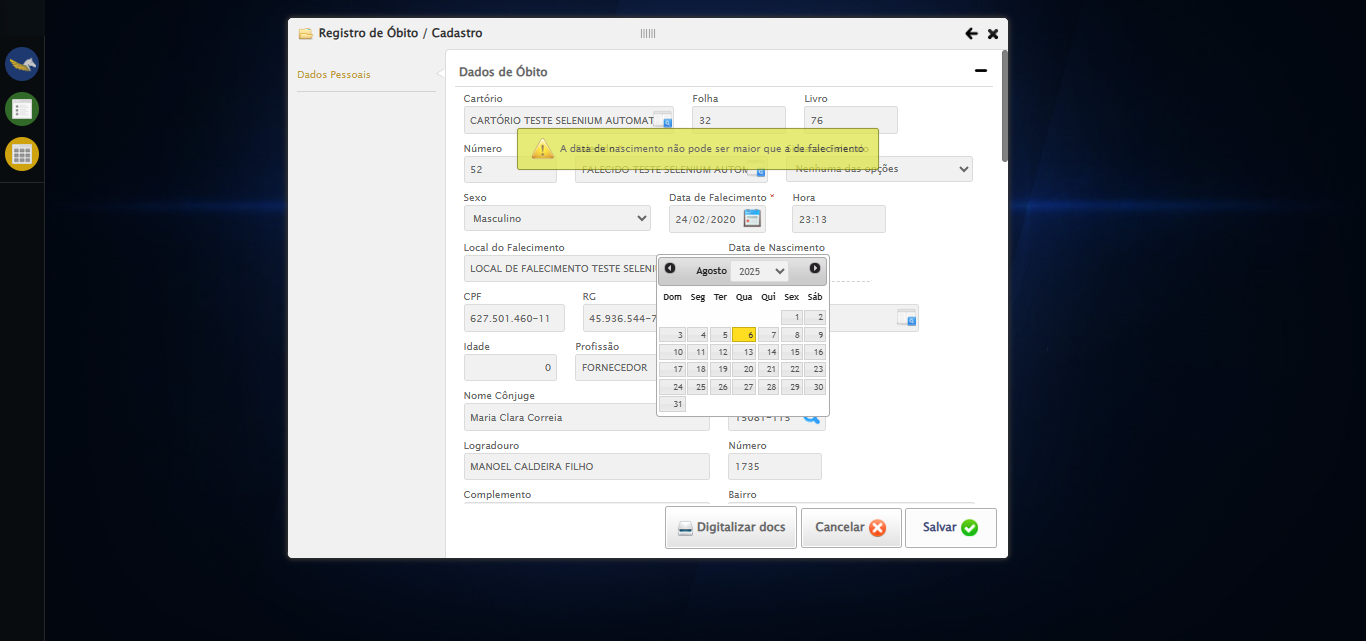 Registro de Óbito / Cadastro
Dados Pessoais
Dados de Óbito
Cartório Folha Livro
CARTÓRIO TESTE SELENIUM AUTOMAT 32 76
A data de nascimento não pode ser maior que a de falecimento
Número
52 FALECIDO TESTE SELENIUM AUTOM Nenhuma das opções
Sexo Data de Falecimento * Hora
Masculino 24/02/2020 23:13
Local do Falecimento Data de Nascimento
LOCAL DE FALECIMENTO TESTE SELENI
Agosto 2025
Dom Seg Ter Qua Qui Sex Sáb
1 2
3 4 5 6 7 8 9
10 11 12 13 14 15 16
17 18 19 20 21 22 23
24 25 26 27 28 29 30
31
CPF RG
627.501.460-11 45.936.544-7
Idade Profissão
0 FORNECEDOR
Nome Cônjuge
Maria Clara Correia 15081-115
Logradouro Número
MANOEL CALDEIRA FILHO 1735
Complemento Bairro
Digitalizar docs Cancelar Salvar